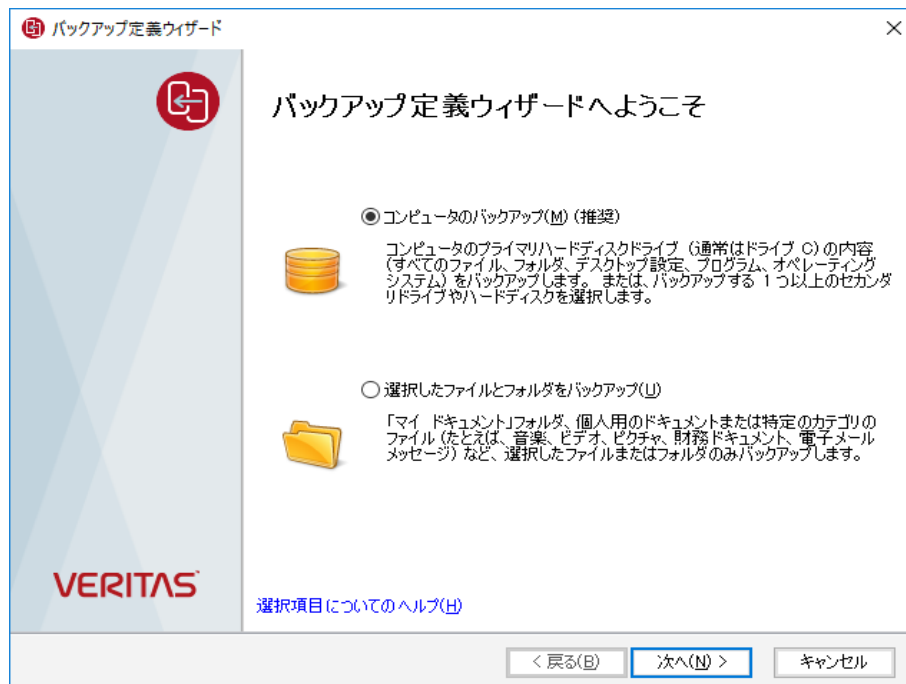 バックアップ定義ウィザード
バックアップ定義ウィザードへようこそ
コンピュータのバックアップ(M) (推奨)
コンピュータのプライマリハードディスクドライブ (通常はドライブ C) の内容
(すべてのファイル、フォルダ、デスクトップ設定、プログラム、オペレーティング
システム) をバックアップします。 または、バックアップする 1 つ以上のセカンダ
リドライブやハードディスクを選択します。
選択したファイルとフォルダをバックアップ(U)
「マイ ドキュメント」フォルダ、個人用のドキュメントまたは特定のカテゴリの
ファイル (たとえば、音楽、ビデオ、ピクチャ、財務ドキュメント、電子メール
メッセージ) など、選択したファイルまたはフォルダのみバックアップします。
VERITAS
選択項目についてのヘルプ(H)
< 戻る(B)
次へ(N) >
キャンセル